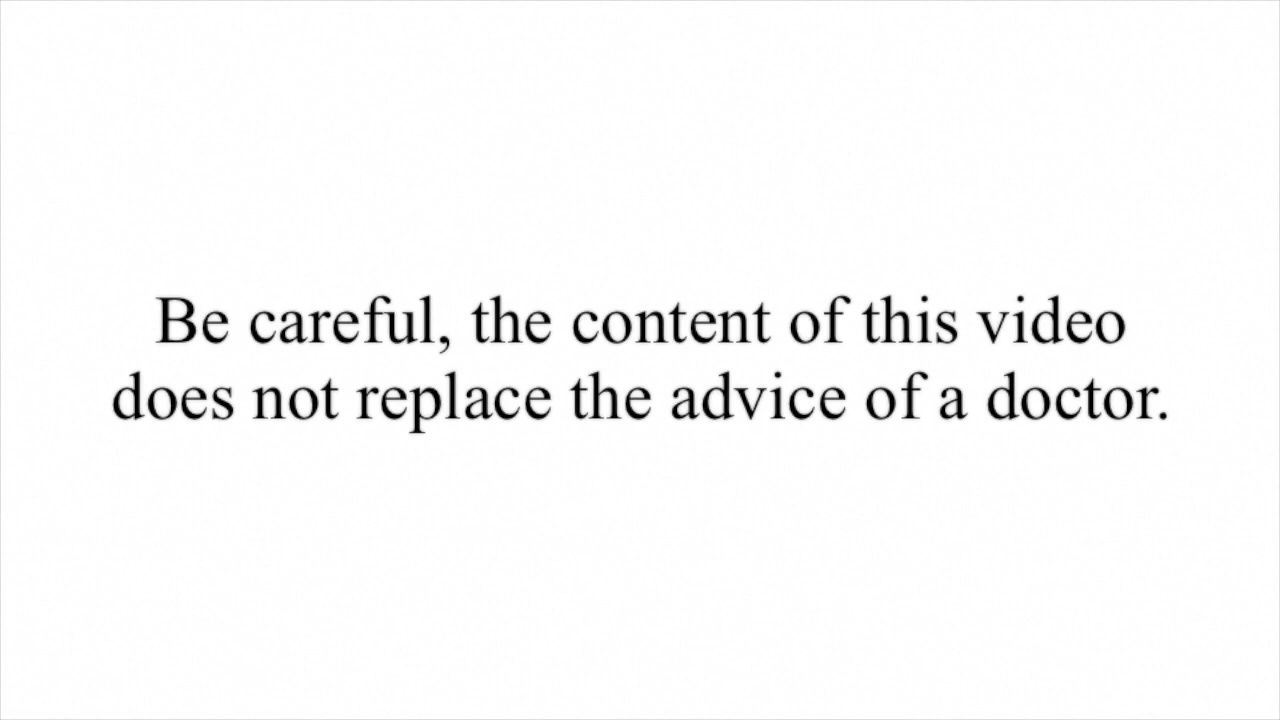 Be careful, the content of this video
does not replace the advice of a doctor.